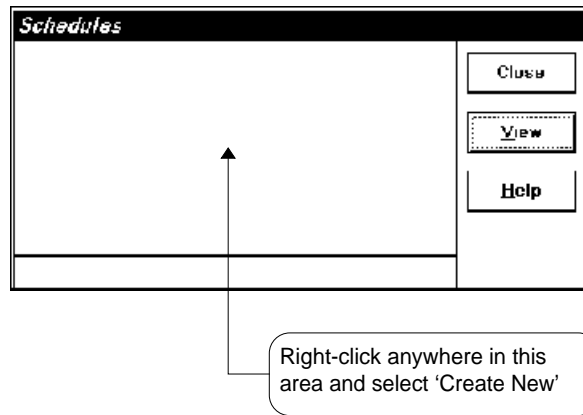 Schedules
Close
View
Help
Right-click anywhere in this
area and select ‘Create New’